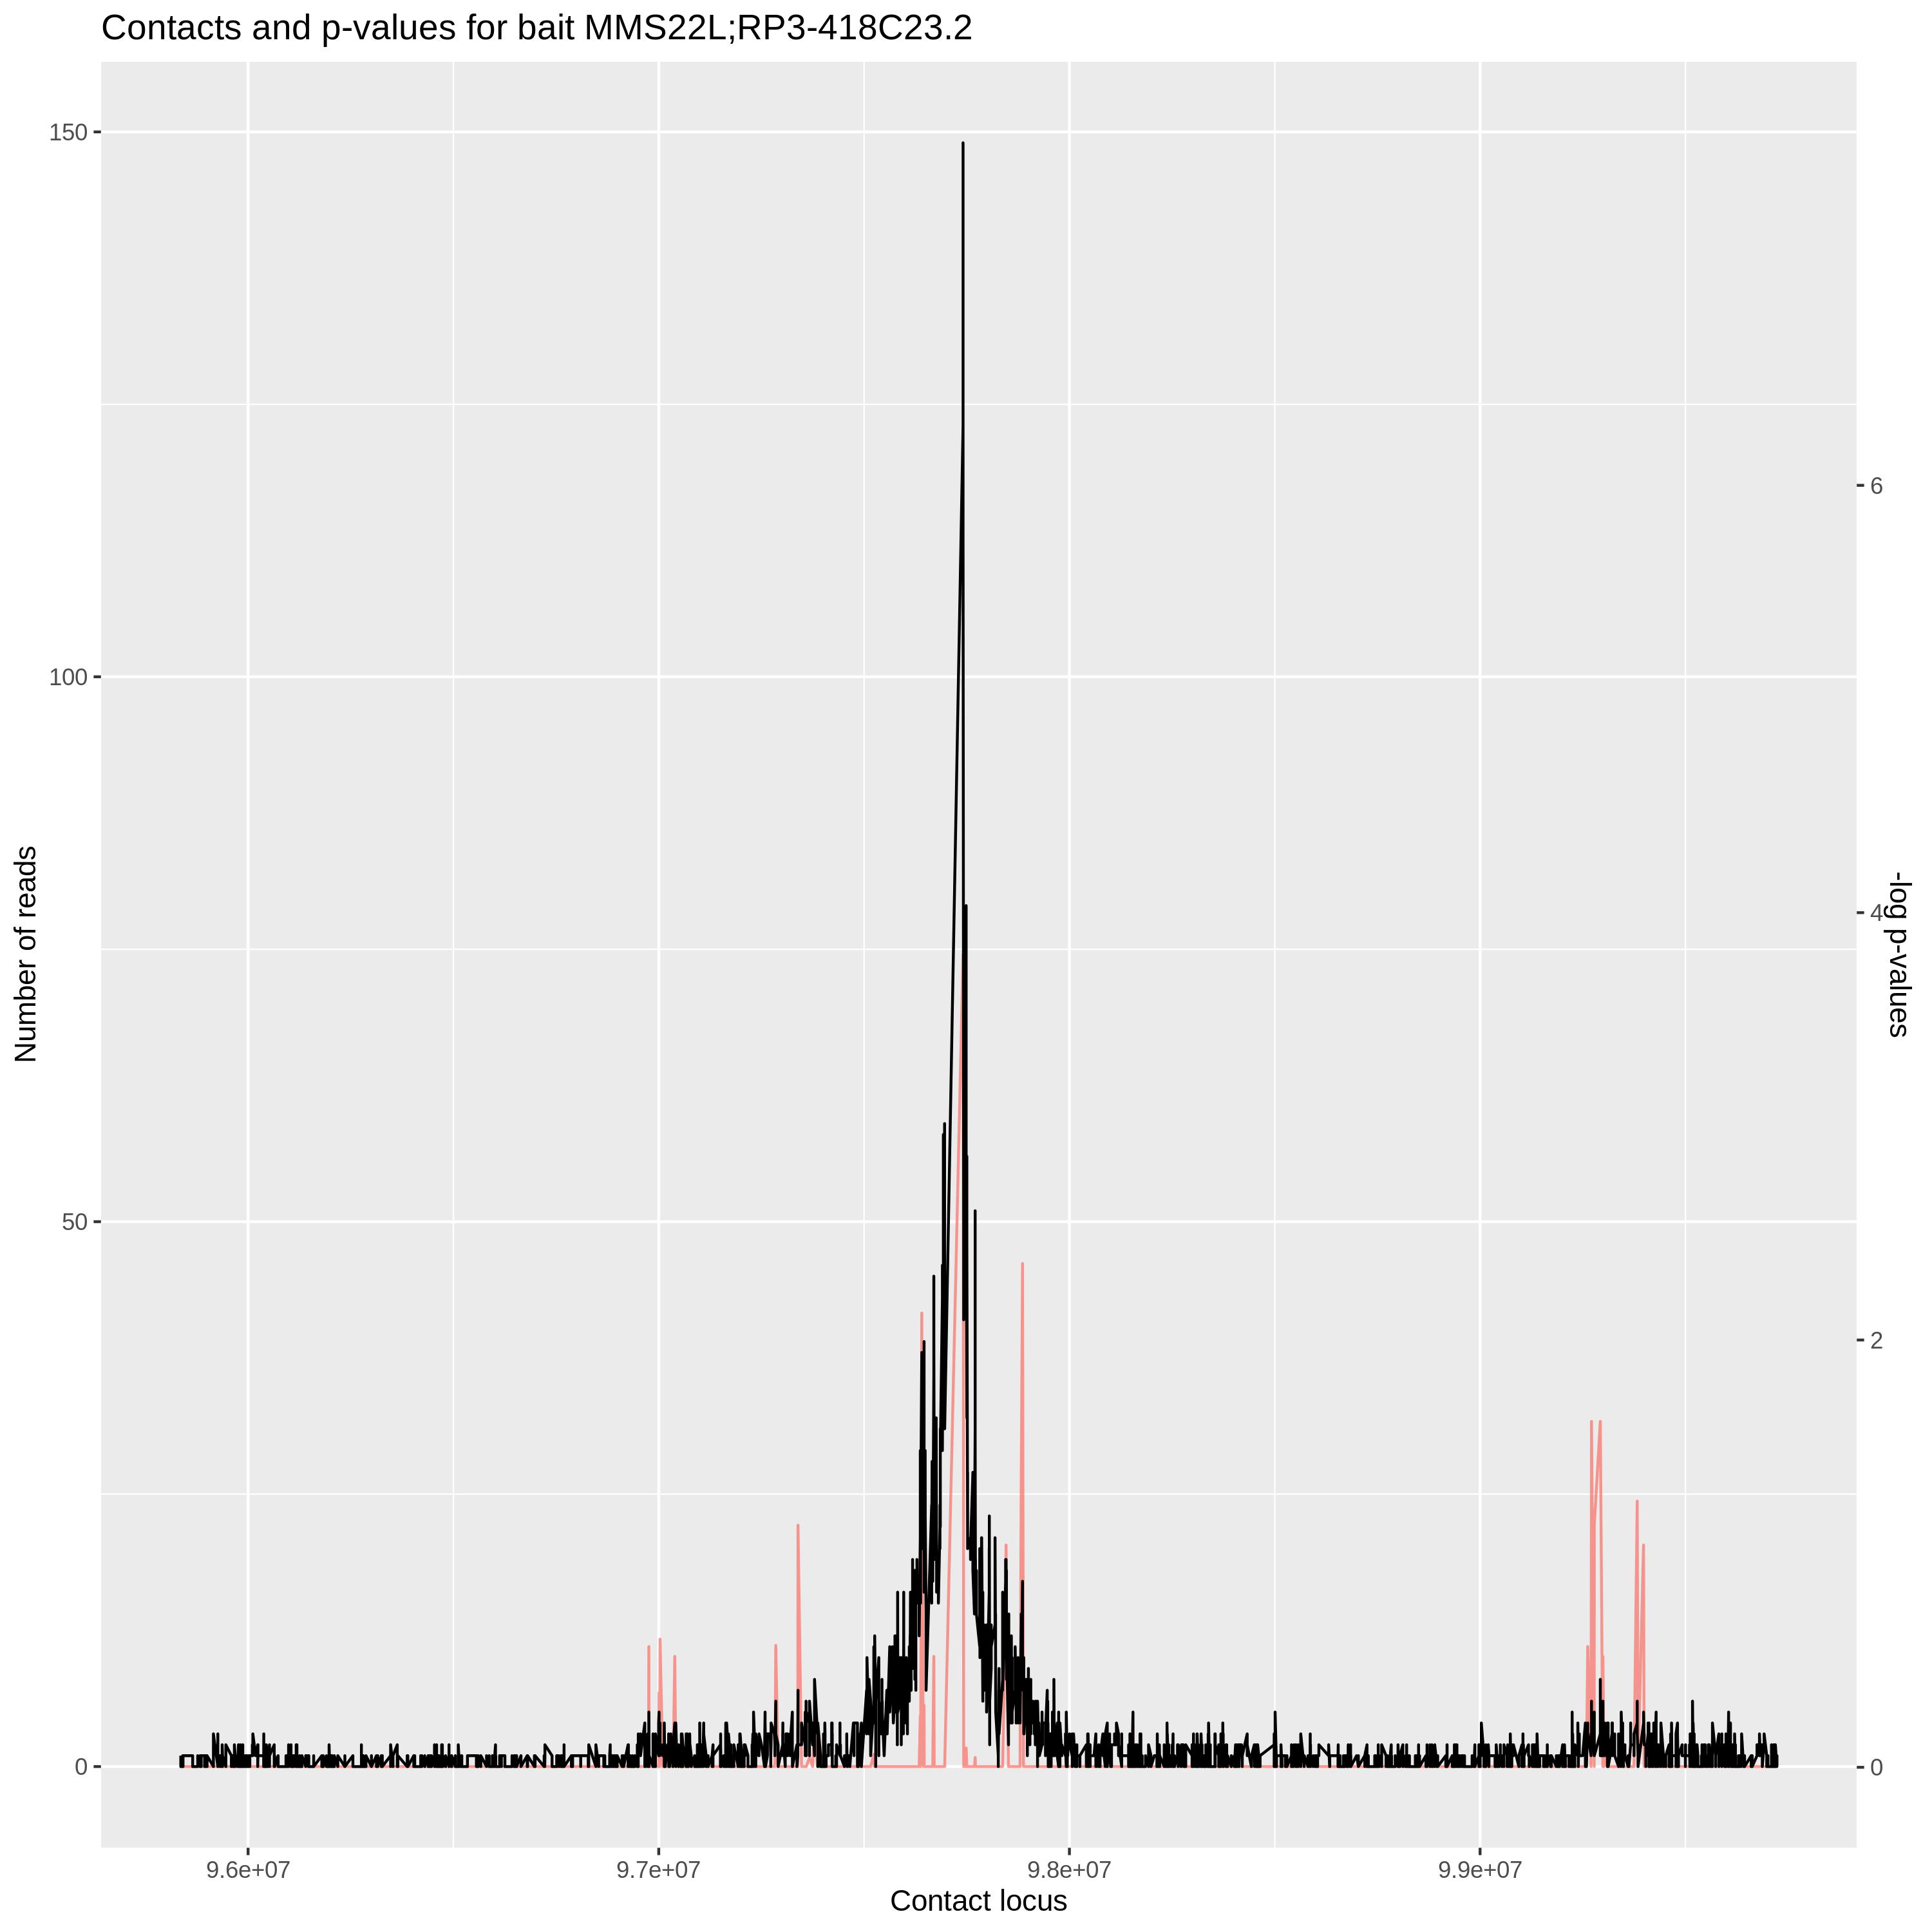 Contacts and p-values for bait MMS22L;RP3-418C23.2
150
100
50
0
Number of reads
6
4
2
0
-log p-values
9.6e+07
9.7e+07
9.8e+07
9.9e+07
Contact locus